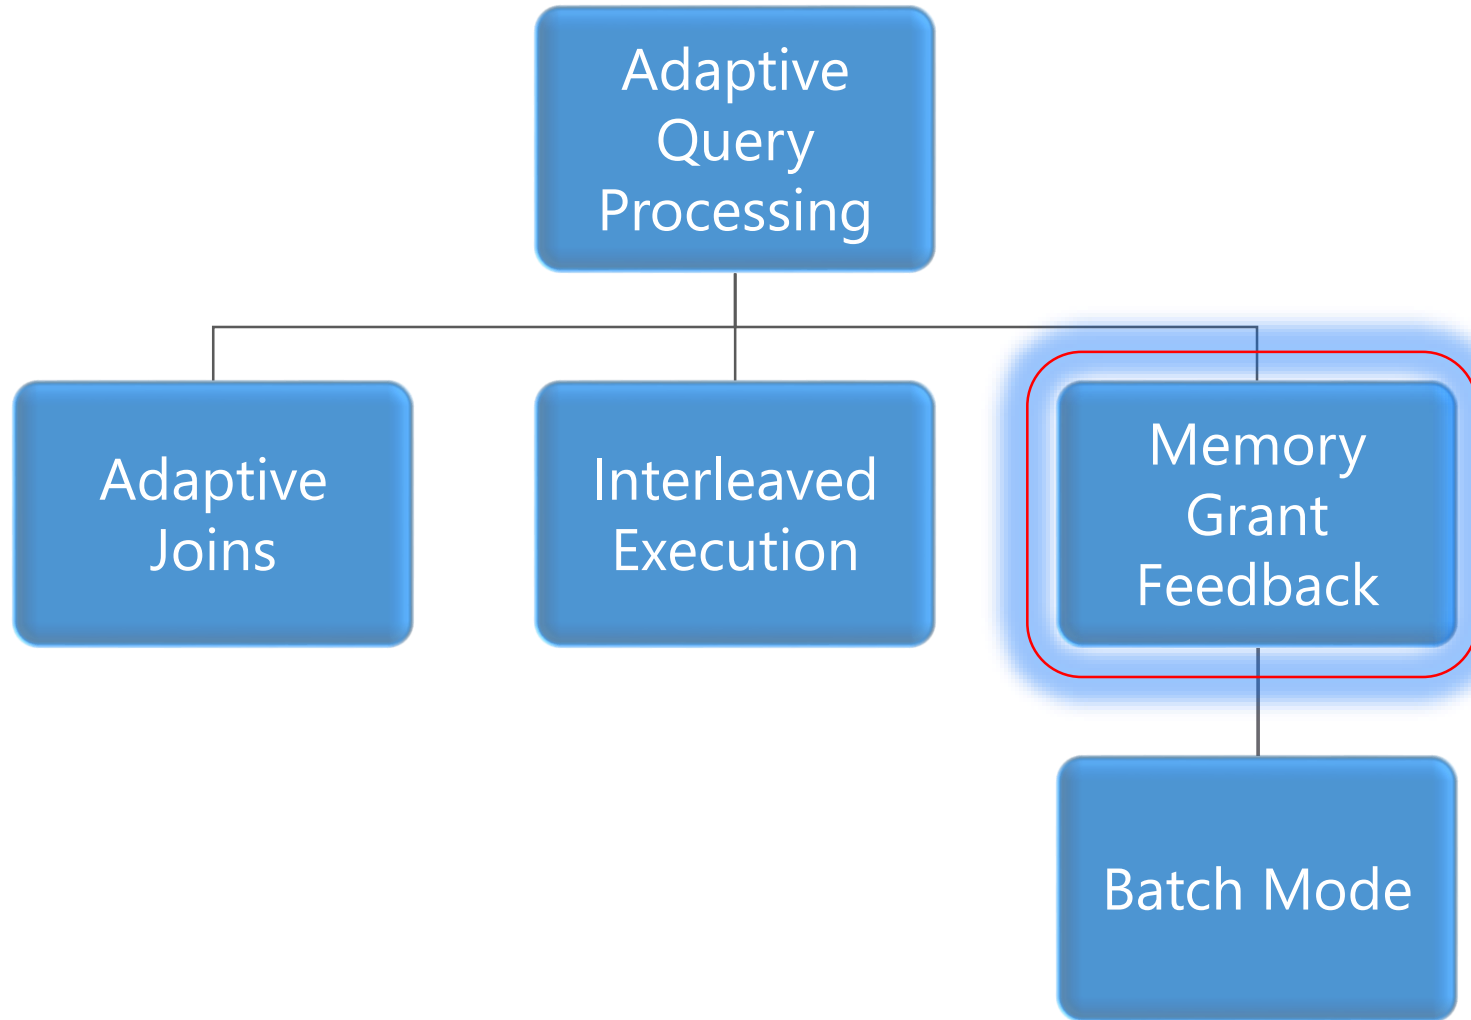 Adaptive
Query
Processing
Adaptive
Joins
Interleaved
Execution
Memory
Grant
Feedback
Batch Mode